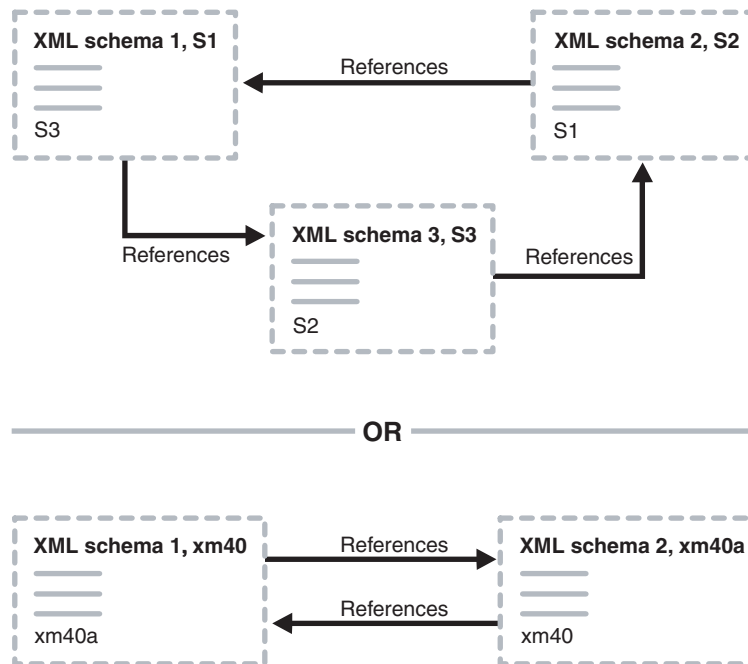 XML schema 1, S1
S3
References
XML schema 2, S2
S1
References
XML schema 3, S3
S2
References
OR
XML schema 1, xm40
xm40a
References
References
XML schema 2, xm40a
xm40